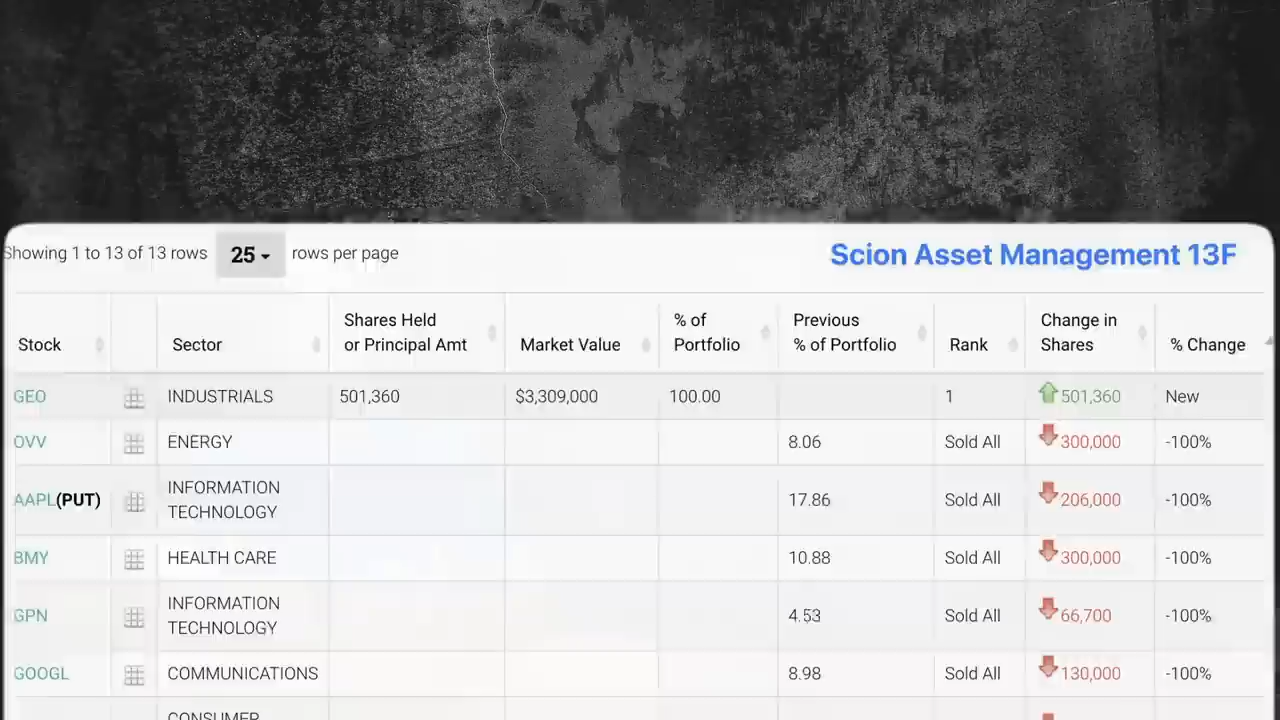 Showing 1 to 13 of 13 rows 25 rows per page Scion Asset Management 13F
Stock Sector Shares Held or Principal Amt Market Value % of Portfolio Previous % of Portfolio Rank Change in Shares % Change
GEO INDUSTRIALS 501,360 $3,309,000 100.00 1 501,360 New
OVV ENERGY 8.06 Sold All 300,000 -100%
AAPL(PUT) INFORMATION TECHNOLOGY 17.86 Sold All 206,000 -100%
BMY HEALTH CARE 10.88 Sold All 300,000 -100%
GPN INFORMATION TECHNOLOGY 4.53 Sold All 66,700 -100%
GOOGL COMMUNICATIONS 8.98 Sold All 130,000 -100%
CONSUMER